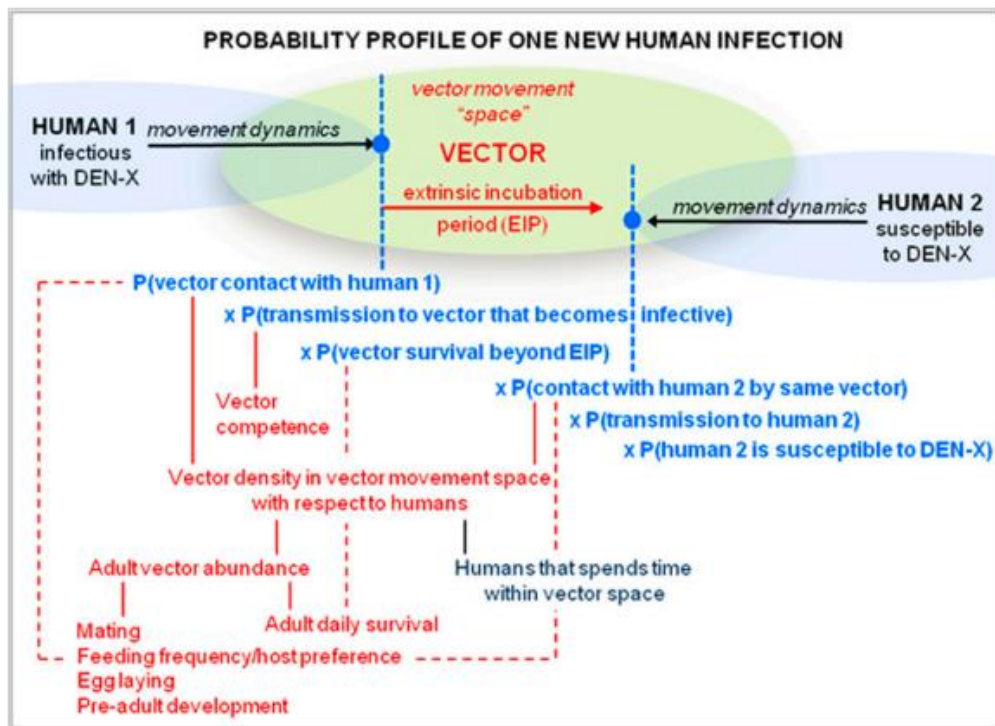 PROBABILITY PROFILE OF ONE NEW HUMAN INFECTION
vector movement
"space"
HUMAN 1
infectious
with DEN-X
movement dynamics
VECTOR
extrinsic incubation
period (EIP)
movement dynamics
HUMAN 2
susceptible
to DEN-X
P(vector contact with human 1)
x P(transmission to vector that becomes infective)
x P(vector survival beyond EIP)
x P(contact with human 2 by same vector)
x P(transmission to human 2)
x P(human 2 is susceptible to DEN-X)
Vector
competence
Vector density in vector movement space
with respect to humans
Adult vector abundance
Humans that spends time
within vector space
Adult daily survival
Mating
Feeding frequency/host preference
Egg laying
Pre-adult development